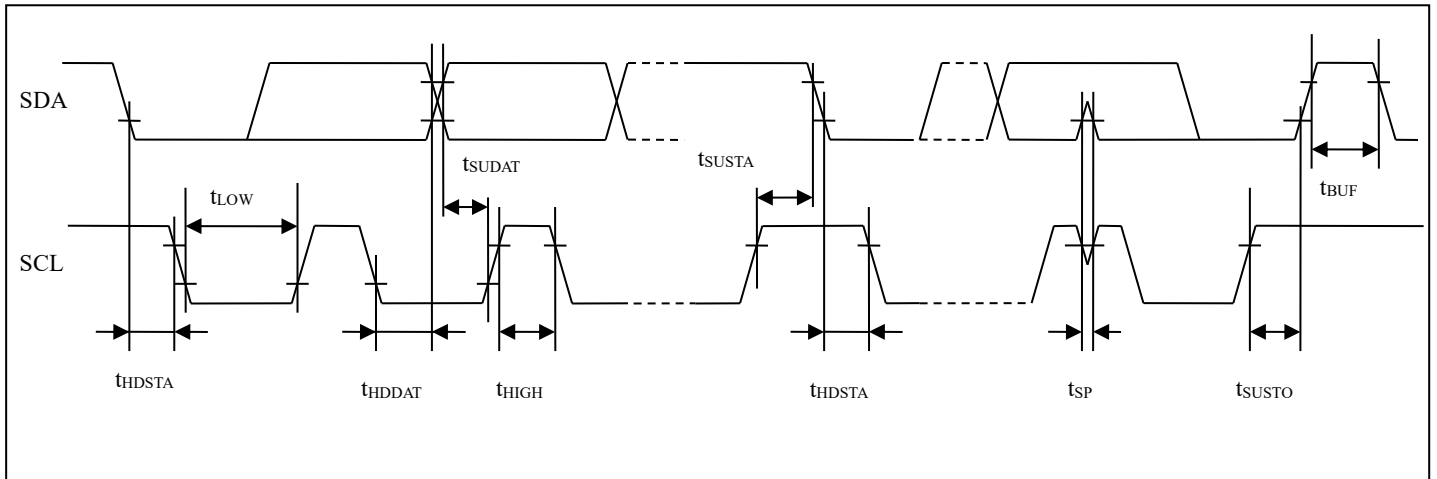 SDA
tSUDAT
tSUSTA
tLOW
tBUF
SCL
tHDSTA
tHDDAT
tHIGH
tHDSTA
tSP
tSUSTO